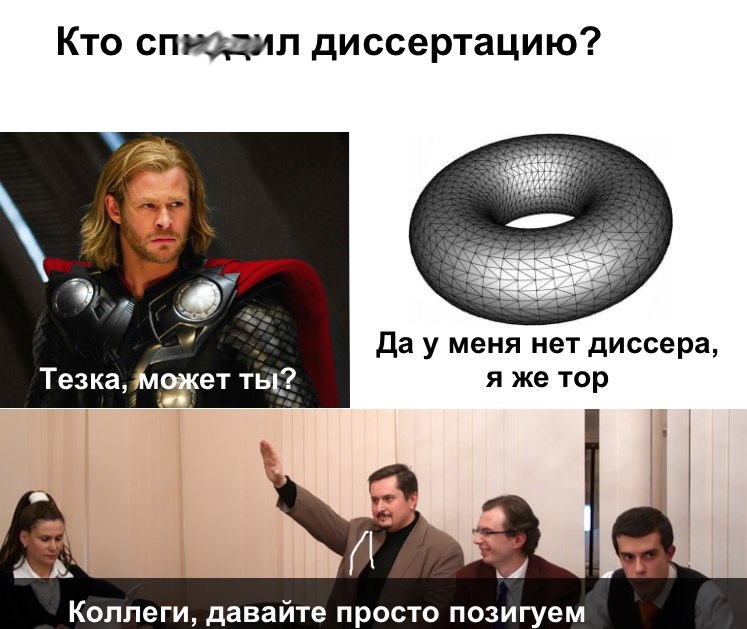 Кто диссертацию?
Тезка, может ты?
Да у меня нет диссера,
я же тор
Коллеги, давайте просто позигуем